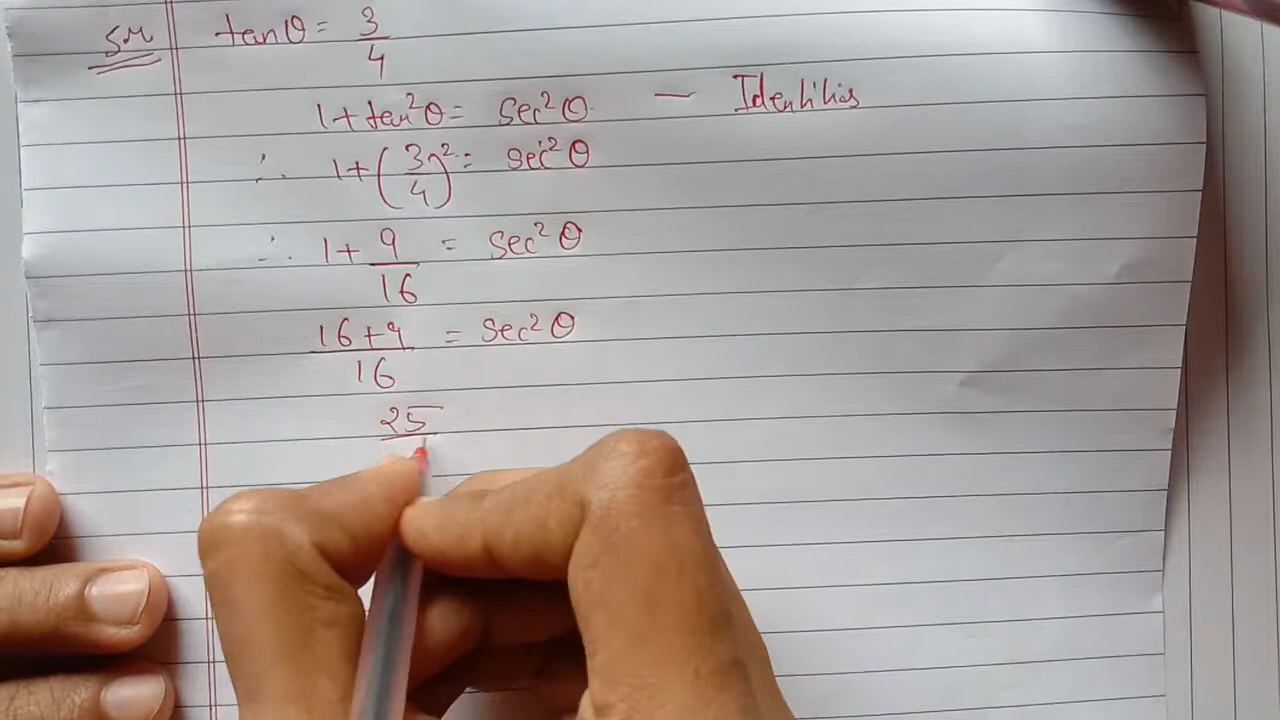 Sol tanθ = 3/4
1+tan²θ = sec²θ — Identities
∴ 1+(3/4)² = sec²θ
∴ 1+ 9/16 = sec²θ
16+9/16 = sec²θ
25